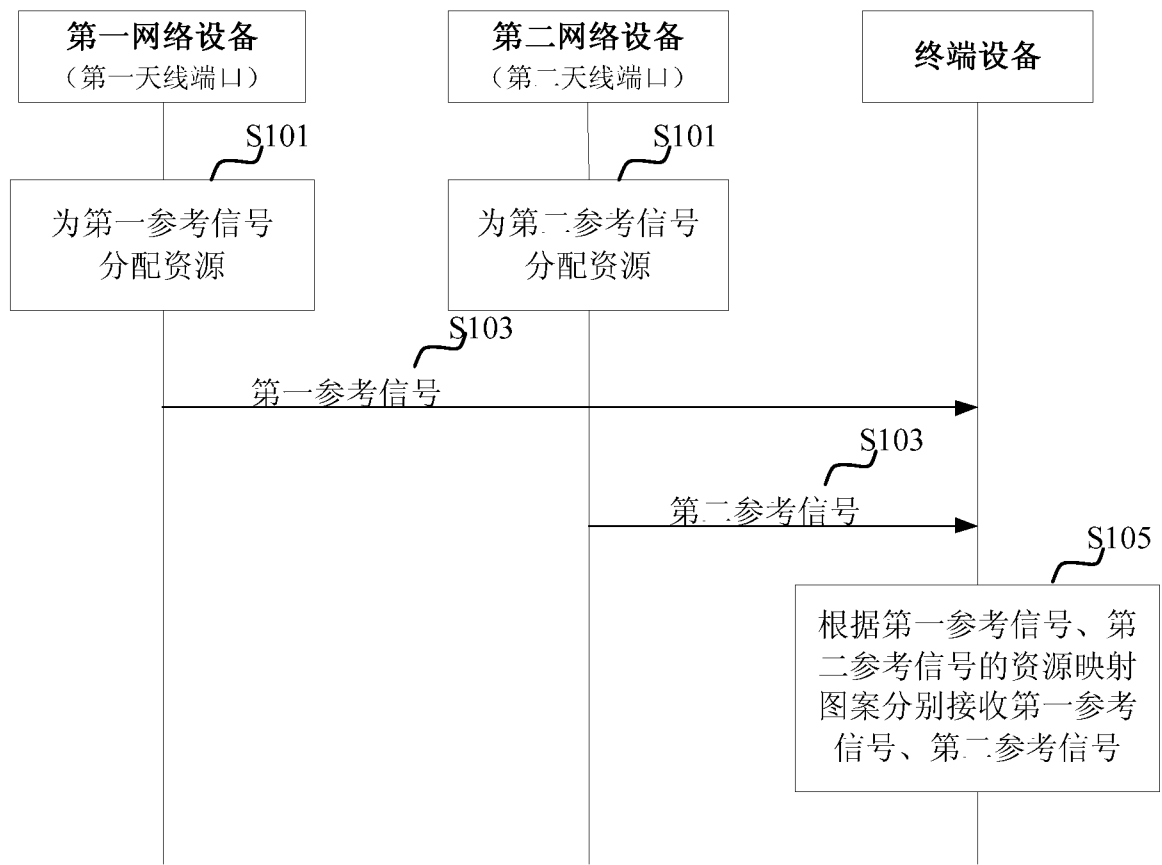 第一网络设备
（第一天线端口）
第二网络设备
（第二天线端口）
终端设备
S101
S101
为第一参考信号
分配资源
为第二参考信号
分配资源
S103
第一参考信号
S103
第二参考信号
S105
根据第一参考信号、第
二参考信号的资源映射
图案分别接收第一参考
信号、第二参考信号